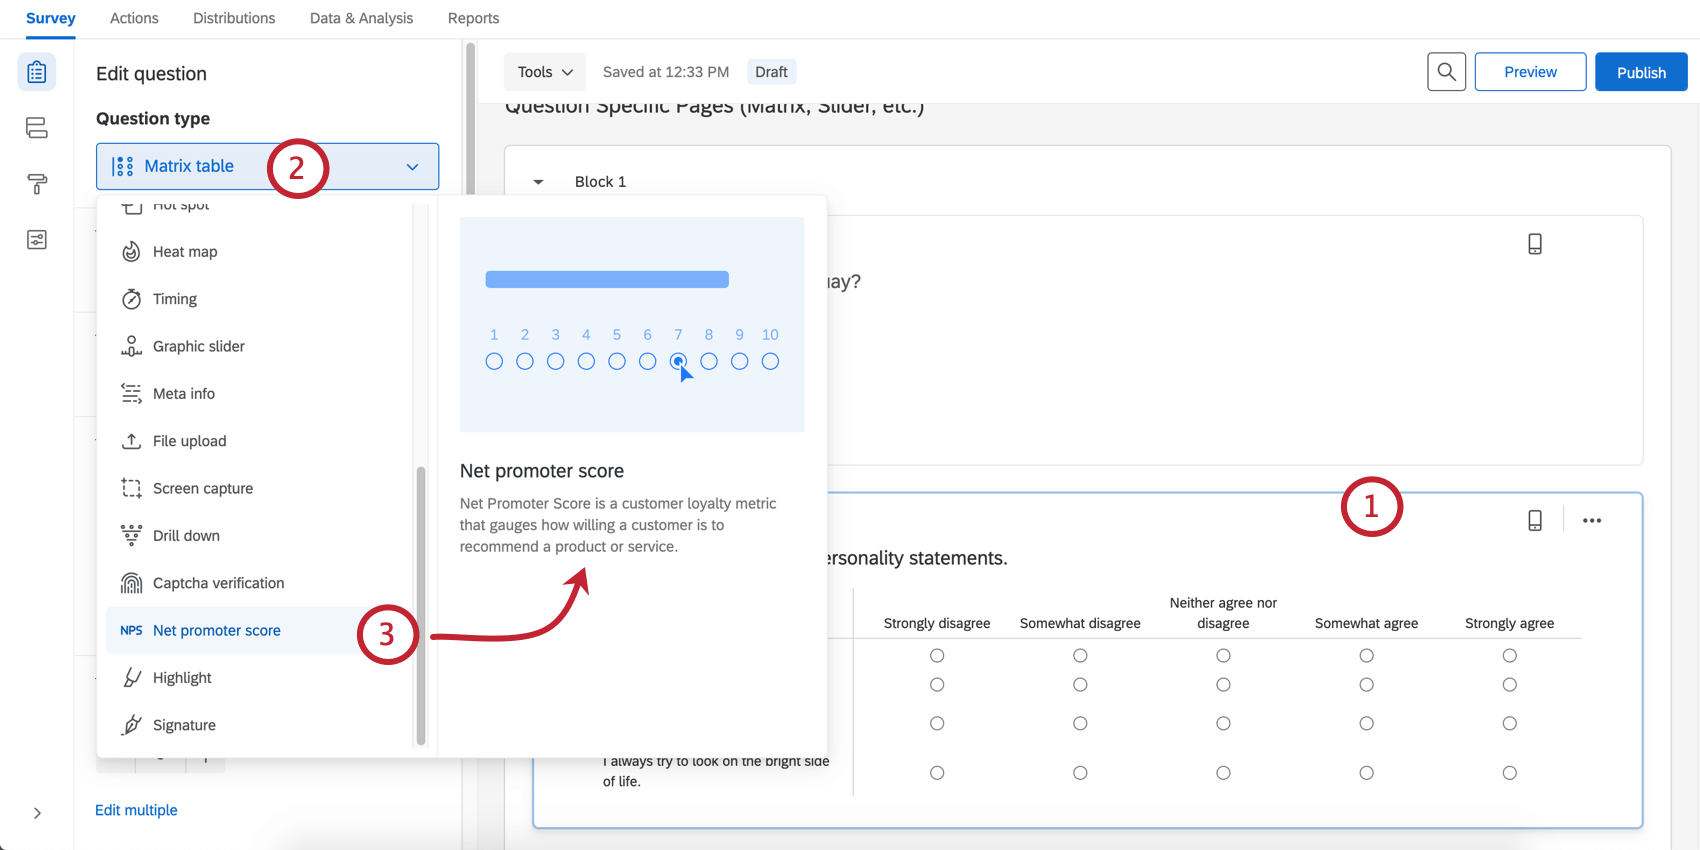 Survey
Actions
Distributions
Data & Analysis
Reports
Edit question
Question type
Matrix table
2
Hot spot
Heat map
Timing
Graphic slider
Meta info
File upload
Screen capture
Drill down
Captcha verification
NPS Net promoter score
3
Highlight
Signature
Edit multiple
1 2 3 4 5 6 7 8 9 10
Net promoter score
Net Promoter Score is a customer loyalty metric
that gauges how willing a customer is to
recommend a product or service.
Tools
Saved at 12:33 PM
Draft
Preview
Publish
Question Specific Pages (Matrix, Slider, etc.)
Block 1
ay?
1
ersonality statements.
Strongly disagree
Somewhat disagree
Neither agree nor
disagree
Somewhat agree
Strongly agree
I always try to look on the bright side
of life.